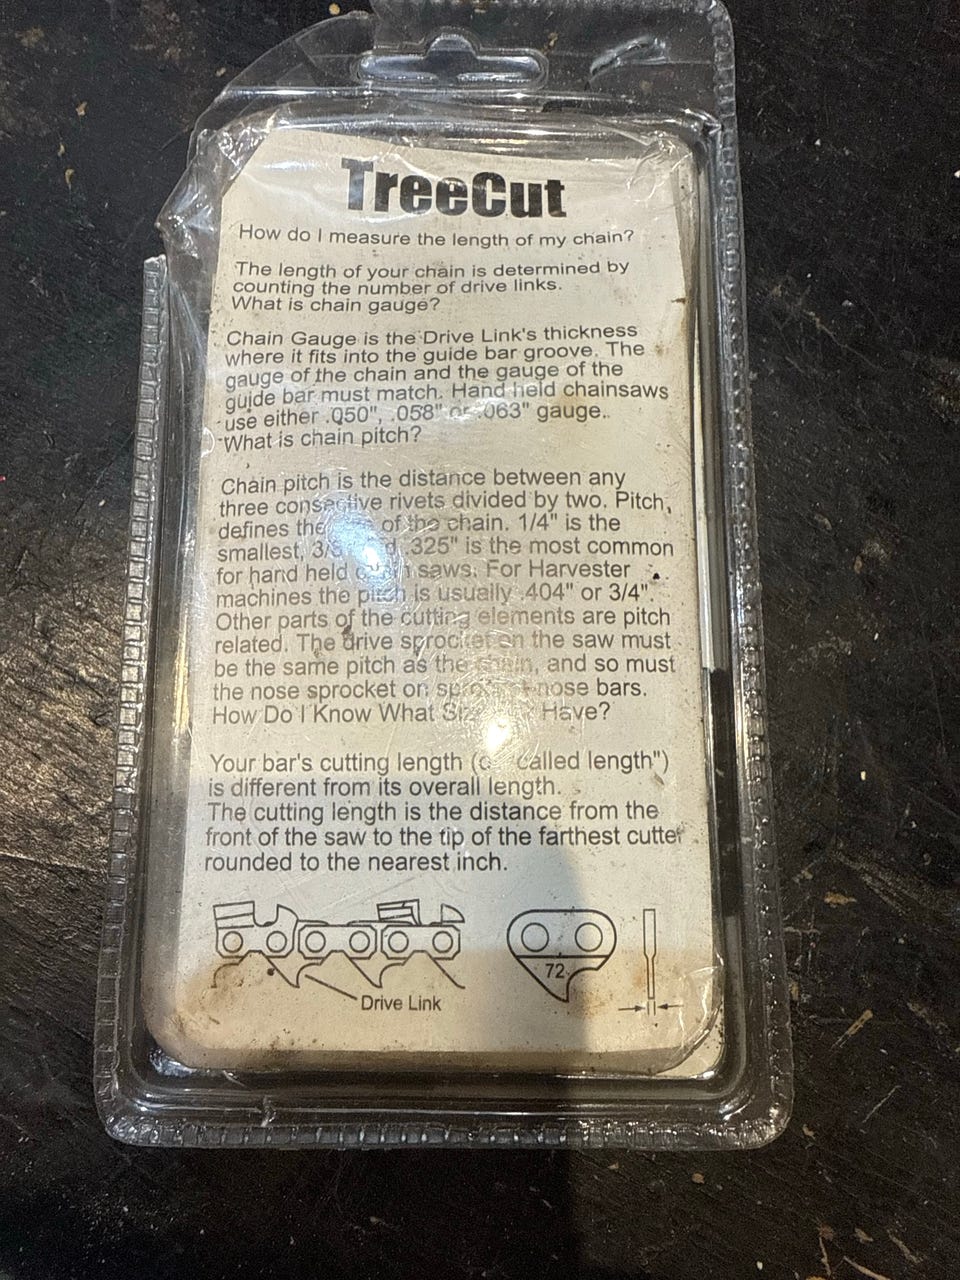 TreeCut
How do I measure the length of my chain?
The length of your chain is determined by
counting the number of drive links.
What is chain gauge?
Chain Gauge is the Drive Link's thickness
where it fits into the guide bar groove. The
gauge of the chain and the gauge of the
guide bar must match. Hand held chainsaws
use either .050", .058" or .063" gauge..
What is chain pitch?
Chain pitch is the distance between any
three consective rivets divided by two. Pitch,
defines the of the chain. 1/4" is the
smallest, .325" is the most common
for hand held chain saws. For Harvester
machines the pitch is usually .404" or 3/4".
Other parts of the cutting elements are pitch
related. The drive sprocket on the saw must
be the same pitch as the chain, and so must
the nose sprocket on nose bars.
How Do I Know What Have?
Your bar's cutting length ( called length")
is different from its overall length.
The cutting length is the distance from the
front of the saw to the tip of the farthest cutter
rounded to the nearest inch.
72
Drive Link